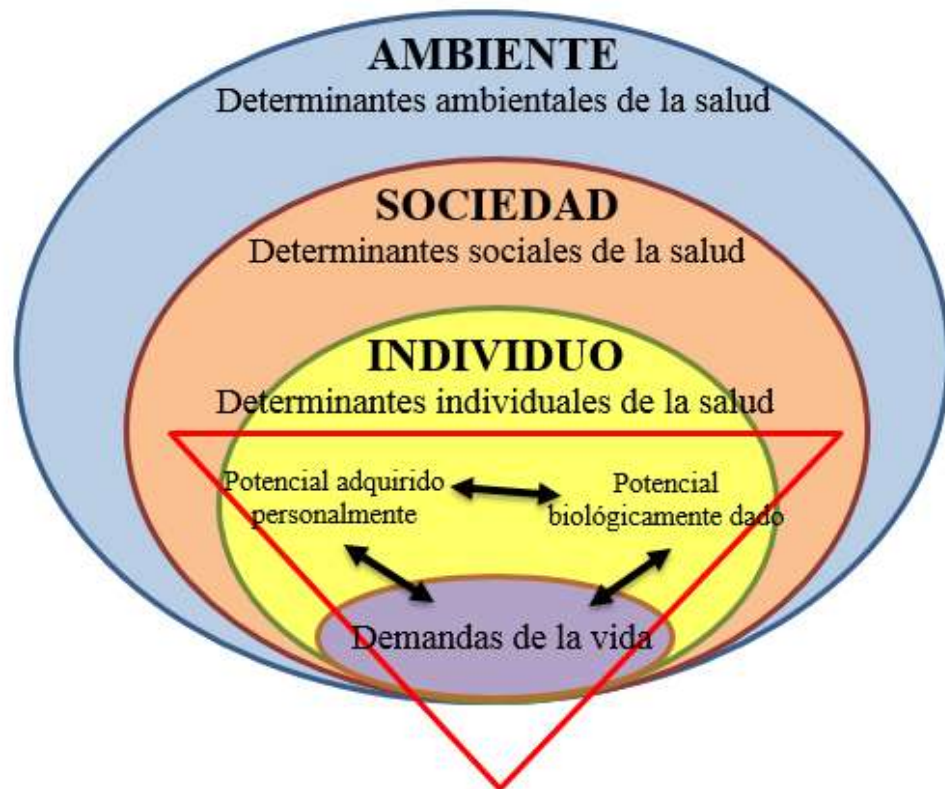 AMBIENTE
Determinantes ambientales de la salud
SOCIEDAD
Determinantes sociales de la salud
INDIVIDUO
Determinantes individuales de la salud
Potencial adquirido
personalmente
Potencial
biológicamente dado
Demandas de la vida